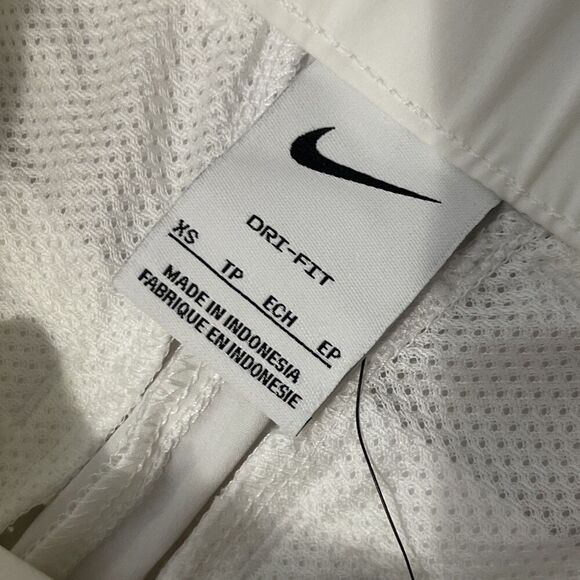 DRI-FIT
XS TP ECH EP
MADE IN INDONESIA
FABRIQUE EN INDONESIE